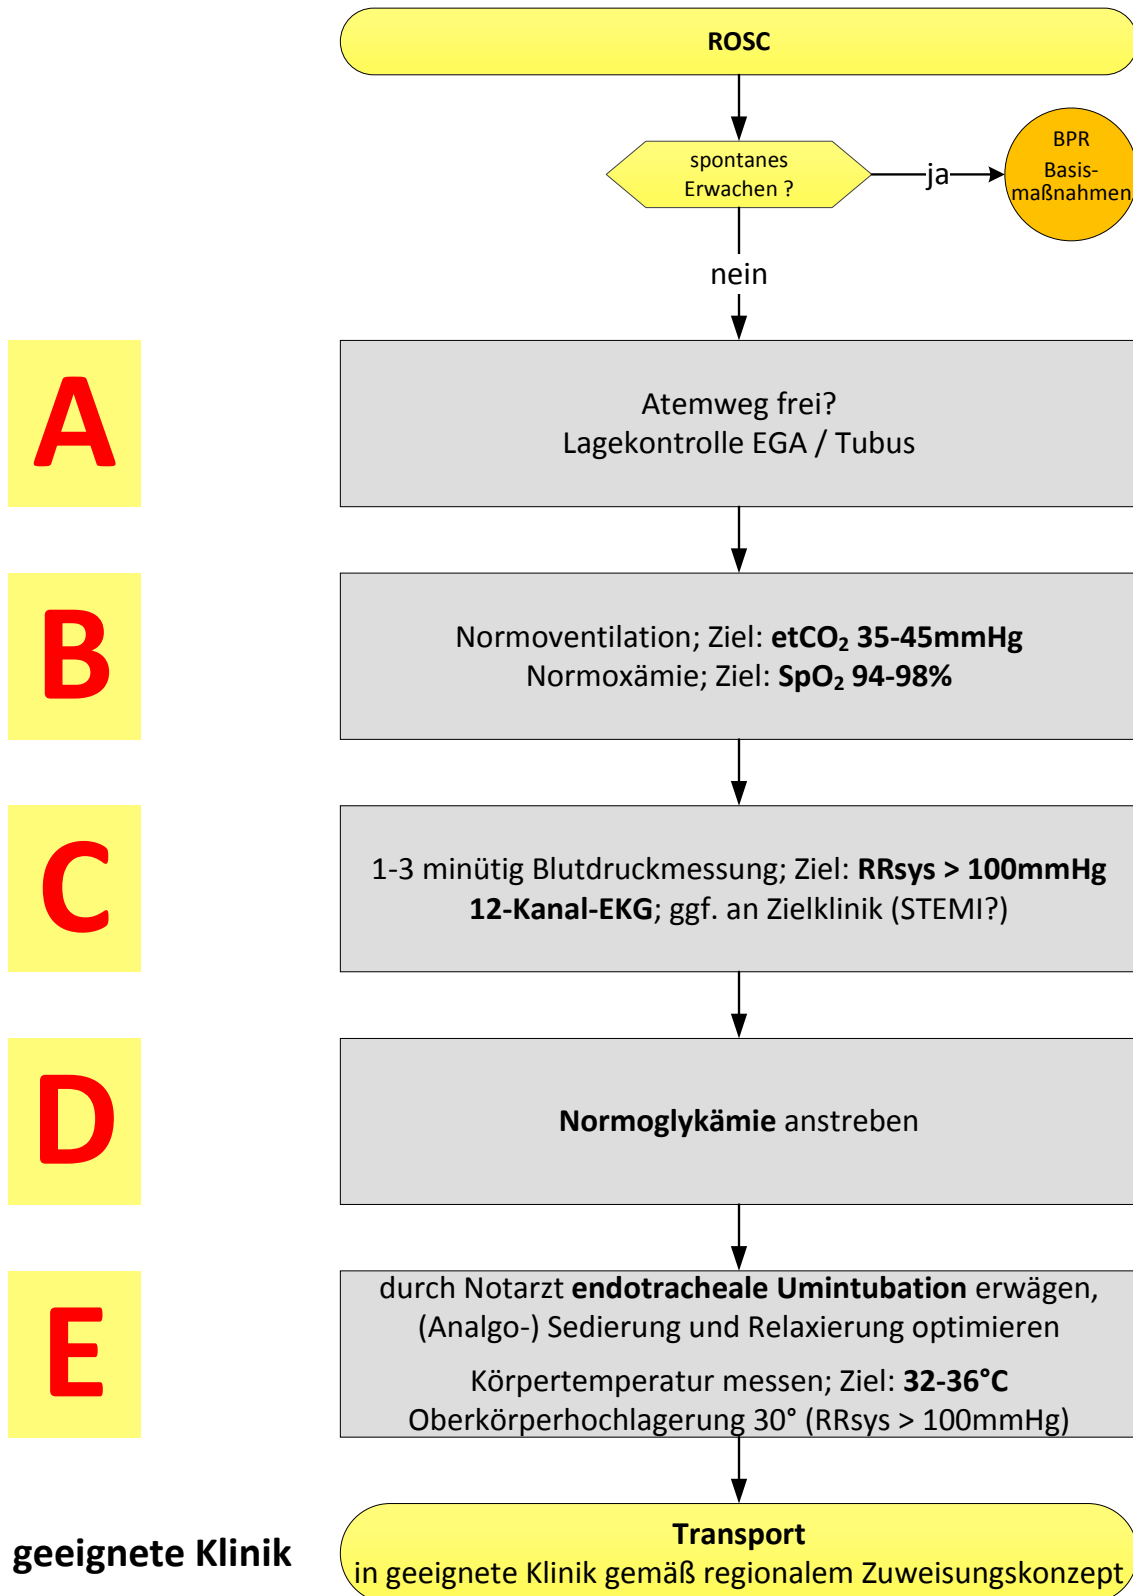 ROSC
spontanes
Erwachen ?
ja
BPR
Basis-
maßnahmen
nein
A
Atemweg frei?
Lagekontrolle EGA / Tubus
B
Normoventilation; Ziel: etCO₂ 35-45mmHg
Normoxämie; Ziel: SpO₂ 94-98%
C
1-3 minütig Blutdruckmessung; Ziel: RRsys > 100mmHg
12-Kanal-EKG; ggf. an Zielklinik (STEMI?)
D
Normoglykämie anstreben
E
durch Notarzt endotracheale Umintubation erwägen,
(Analgo-) Sedierung und Relaxierung optimieren
Körpertemperatur messen; Ziel: 32-36°C
Oberkörperhochlagerung 30° (RRsys > 100mmHg)
geeignete Klinik
Transport
in geeignete Klinik gemäß regionalem Zuweisungskonzept